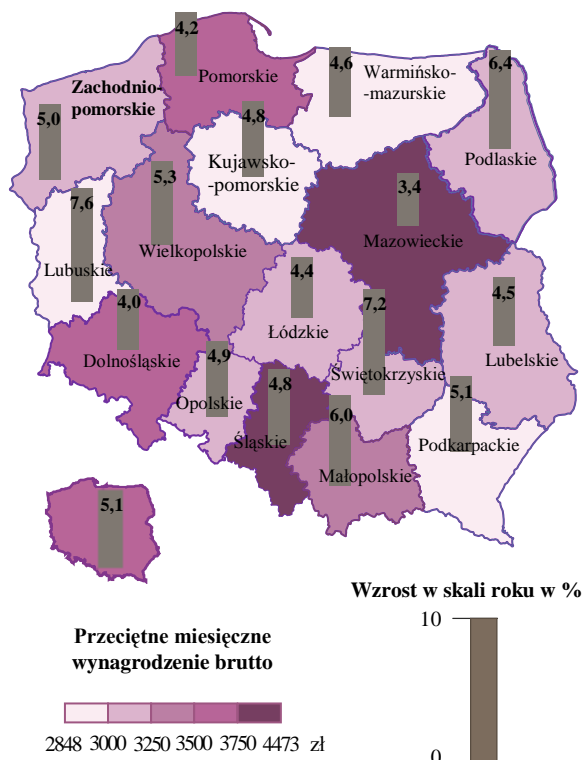 4,2
Pomorskie
4,6
Warmińsko-
-mazurskie
6,4
Podlaskie
Zachodnio-
pomorskie
5,0
4,8
Kujawsko-
-pomorskie
5,3
Wielkopolskie
3,4
Mazowieckie
7,6
Lubuskie
4,0
Dolnośląskie
4,4
Łódzkie
7,2
Świętokrzyskie
4,5
Lubelskie
4,9
Opolskie
4,8
Śląskie
6,0
Małopolskie
5,1
Podkarpackie
5,1
Wzrost w skali roku w %
10
0
Przeciętne miesięczne
wynagrodzenie brutto
2848 3000 3250 3500 3750 4473 zł